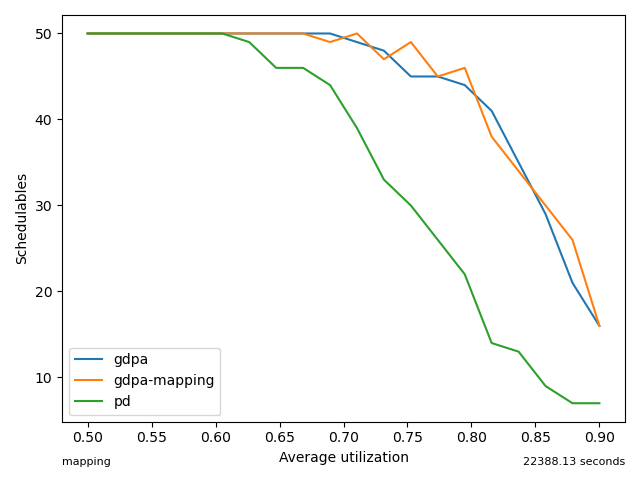 50
40
30
20
10
Schedulables
gdpa
gdpa-mapping
pd
0.50 0.55 0.60 0.65 0.70 0.75 0.80 0.85 0.90
Average utilization
mapping
22388.13 seconds